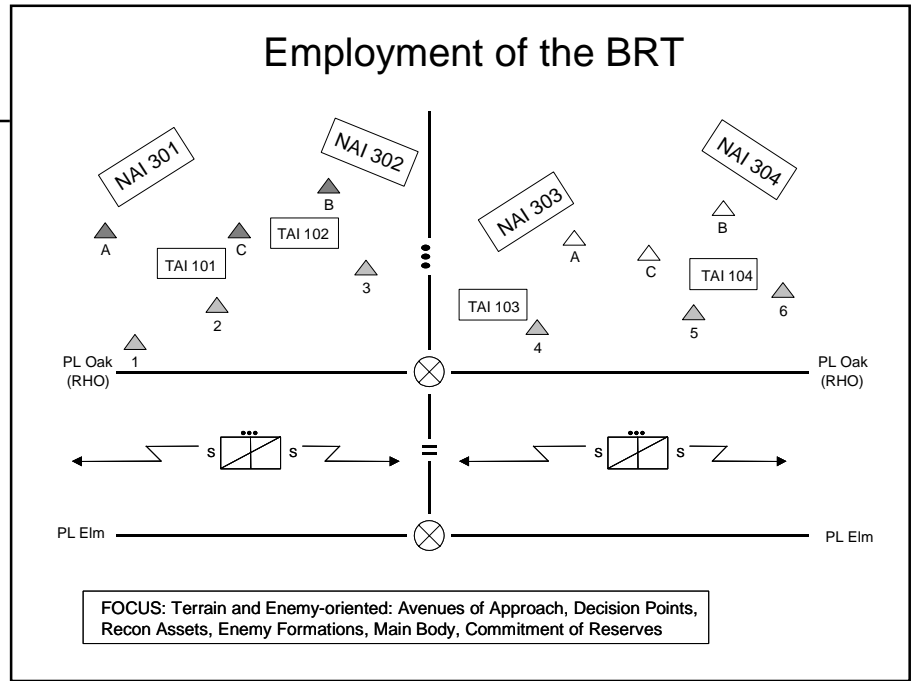 Employment of the BRT
NAI 301
NAI 302
NAI 303
NAI 304
A
TAI 101
C
B
TAI 102
3
2
1
A
C
B
TAI 104
TAI 103
4
5
6
PL Oak
(RHO)
PL Oak
(RHO)
s
s
s
s
PL Elm
PL Elm
FOCUS: Terrain and Enemy-oriented: Avenues of Approach, Decision Points,
Recon Assets, Enemy Formations, Main Body, Commitment of Reserves